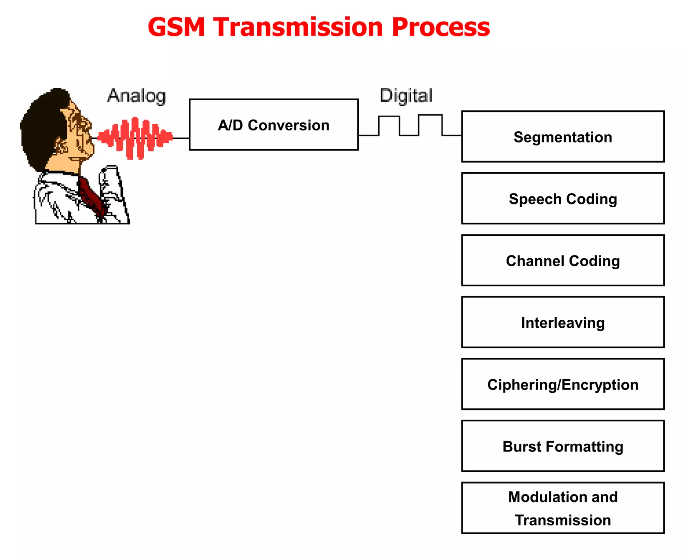 GSM Transmission Process
Analog
A/D Conversion
Digital
Segmentation
Speech Coding
Channel Coding
Interleaving
Ciphering/Encryption
Burst Formatting
Modulation and
Transmission